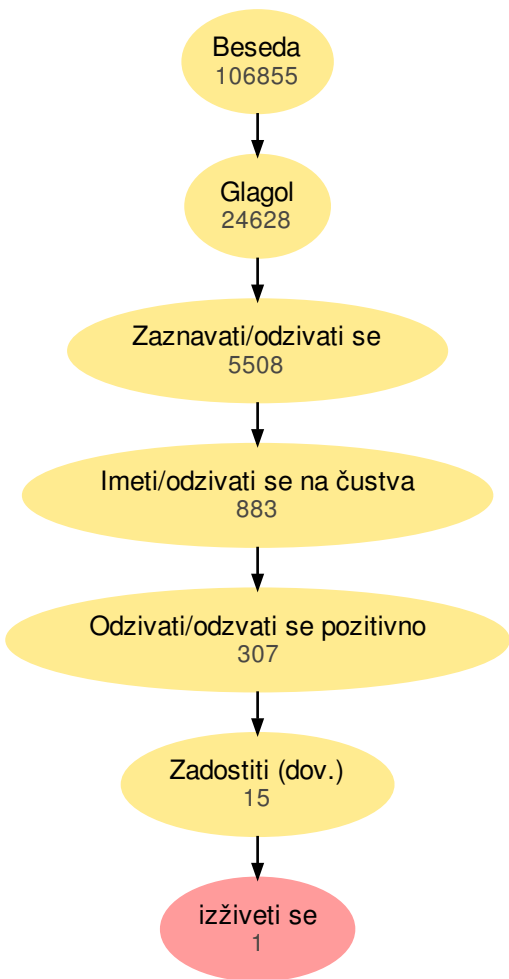 Beseda
106855
Glagol
24628
Zaznavati/odzivati se
5508
Imeti/odzivati se na čustva
883
Odzivati/odzvati se pozitivno
307
Zadostiti (dov.)
15
izživeti se
1